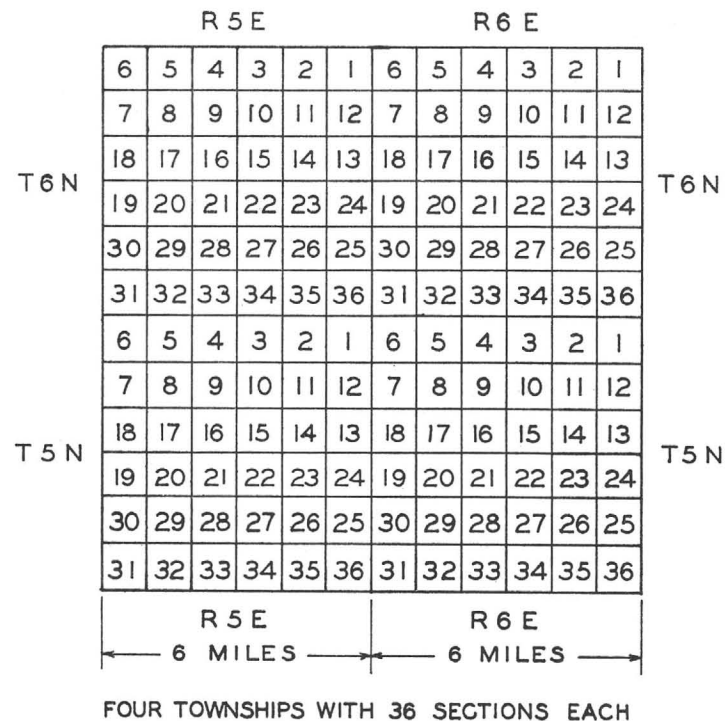 R 5 E R 6 E
6 5 4 3 2 1 6 5 4 3 2 1
7 8 9 10 11 12 7 8 9 10 11 12
18 17 16 15 14 13 18 17 16 15 14 13
T 6 N T 6 N
19 20 21 22 23 24 19 20 21 22 23 24
30 29 28 27 26 25 30 29 28 27 26 25
31 32 33 34 35 36 31 32 33 34 35 36
6 5 4 3 2 1 6 5 4 3 2 1
7 8 9 10 11 12 7 8 9 10 11 12
18 17 16 15 14 13 18 17 16 15 14 13
T 5 N T 5 N
19 20 21 22 23 24 19 20 21 22 23 24
30 29 28 27 26 25 30 29 28 27 26 25
31 32 33 34 35 36 31 32 33 34 35 36
R 5 E R 6 E
6 MILES 6 MILES
FOUR TOWNSHIPS WITH 36 SECTIONS EACH